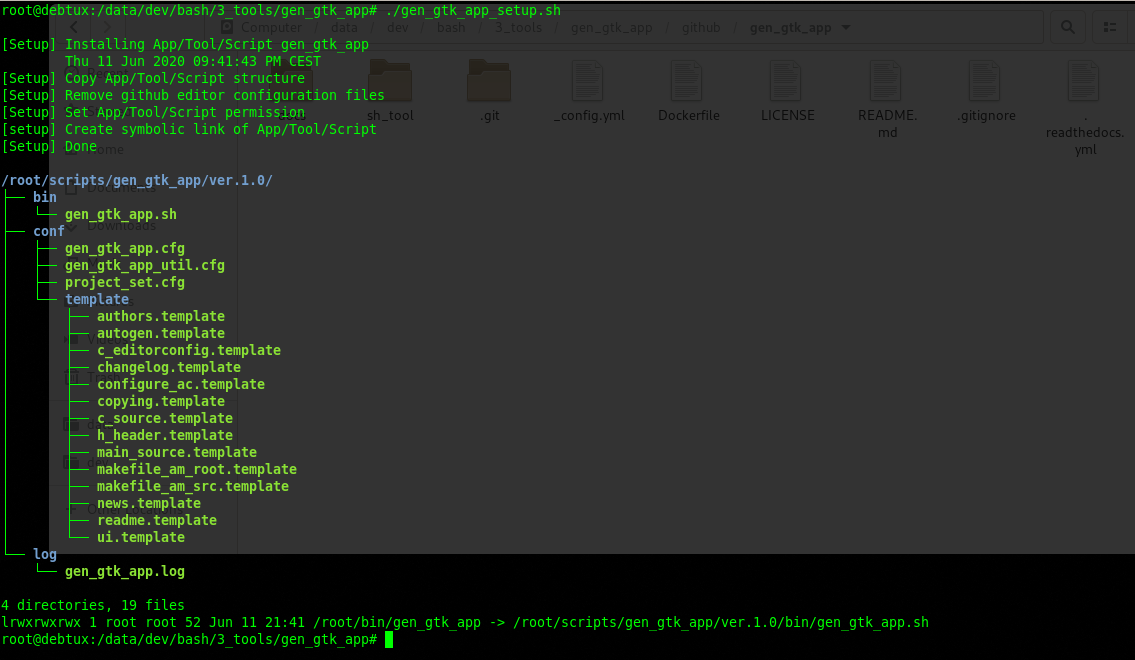 root@debtux:/data/dev/bash/3_tools/gen_gtk_app# ./gen_gtk_app_setup.sh
Computer / data / dev / bash / 3_tools / gen_gtk_app / github / gen_gtk_app
[Setup] Installing App/Tool/Script gen_gtk_app
Thu 11 Jun 2020 09:41:43 PM CEST
[Setup] Copy App/Tool/Script structure
[Setup] Remove github editor configuration files
[Setup] Set App/Tool/Script permission
[setup] Create symbolic link of App/Tool/Script
[Setup] Done
sh_tool
.git
_config.yml
Dockerfile
LICENSE
README.
md
.gitignore
.
readthedocs.
yml
Home
Documents
Downloads
/root/scripts/gen_gtk_app/ver.1.0/
├── bin
│   └── gen_gtk_app.sh
├── conf
│   ├── gen_gtk_app.cfg
│   ├── gen_gtk_app_util.cfg
│   ├── project_set.cfg
│   └── template
│       ├── authors.template
│       ├── autogen.template
│       ├── c_editorconfig.template
│       ├── changelog.template
│       ├── configure_ac.template
│       ├── copying.template
│       ├── c_source.template
│       ├── h_header.template
│       ├── main_source.template
│       ├── makefile_am_root.template
│       ├── makefile_am_src.template
│       ├── news.template
│       ├── readme.template
│       └── ui.template
└── log
    └── gen_gtk_app.log
4 directories, 19 files
lrwxrwxrwx 1 root root 52 Jun 11 21:41 /root/bin/gen_gtk_app -> /root/scripts/gen_gtk_app/ver.1.0/bin/gen_gtk_app.sh
root@debtux:/data/dev/bash/3_tools/gen_gtk_app#